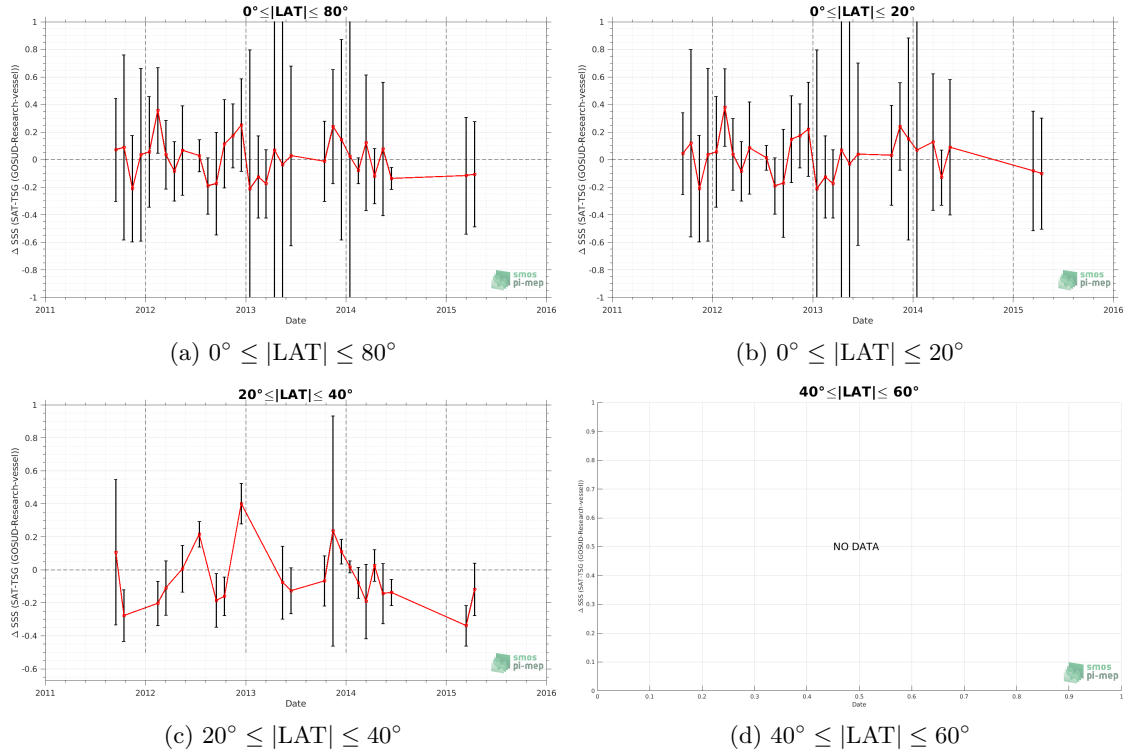 0°≤|LAT|≤ 80°
Δ SSS (SAT-TSG (GOSUD-Research-vessel))
1
0.8
0.6
0.4
0.2
0
-0.2
-0.4
-0.6
-0.8
-1
2011
2012
2013
2014
2015
2016
Date
smos
pi-mep
(a) 0° ≤ |LAT| ≤ 80°
0°≤|LAT|≤ 20°
Δ SSS (SAT-TSG (GOSUD-Research-vessel))
1
0.8
0.6
0.4
0.2
0
-0.2
-0.4
-0.6
-0.8
-1
2011
2012
2013
2014
2015
2016
Date
smos
pi-mep
(b) 0° ≤ |LAT| ≤ 20°
20°≤|LAT|≤ 40°
Δ SSS (SAT-TSG (GOSUD-Research-vessel))
1
0.8
0.6
0.4
0.2
0
-0.2
-0.4
-0.6
2011
2012
2013
2014
2015
2016
Date
smos
pi-mep
(c) 20° ≤ |LAT| ≤ 40°
40°≤|LAT|≤ 60°
Δ SSS (SAT-TSG (GOSUD-Research-vessel))
1
0.9
0.8
0.7
0.6
0.5
0.4
0.3
0.2
0.1
0
NO DATA
0
0.1
0.2
0.3
0.4
0.5
0.6
0.7
0.8
0.9
1
Date
smos
pi-mep
(d) 40° ≤ |LAT| ≤ 60°